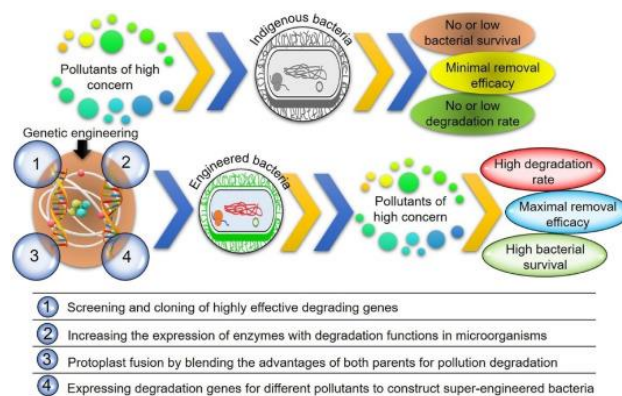 Pollutants of high
concern
Indigenous bacteria
No or low
bacterial survival
Minimal removal
efficacy
No or low
degradation rate
Genetic engineering
1
2
3
4
Engineered bacteria
Pollutants
of high concern
High degradation
rate
Maximal removal
efficacy
High bacterial
survival
1 Screening and cloning of highly effective degrading genes
2 Increasing the expression of enzymes with degradation functions in microorganisms
3 Protoplast fusion by blending the advantages of both parents for pollution degradation
4 Expressing degradation genes for different pollutants to construct super-engineered bacteria